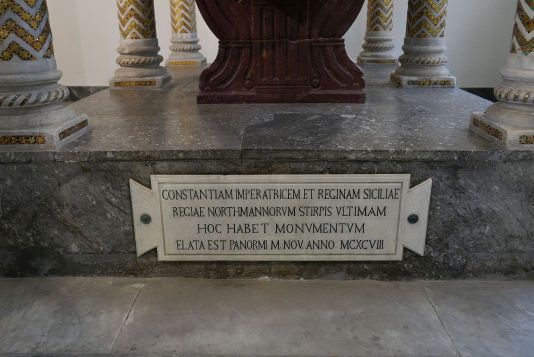 CONSTANTIAM IMPERATRICEM ET REGINAM SICILIAE
REGIAE NORTHMANNORVM STIRPIS VLTIMAM
HOC HABET MONVMENTVM
ELATA EST PANORMI M. NOV. ANNO MCXCVIII